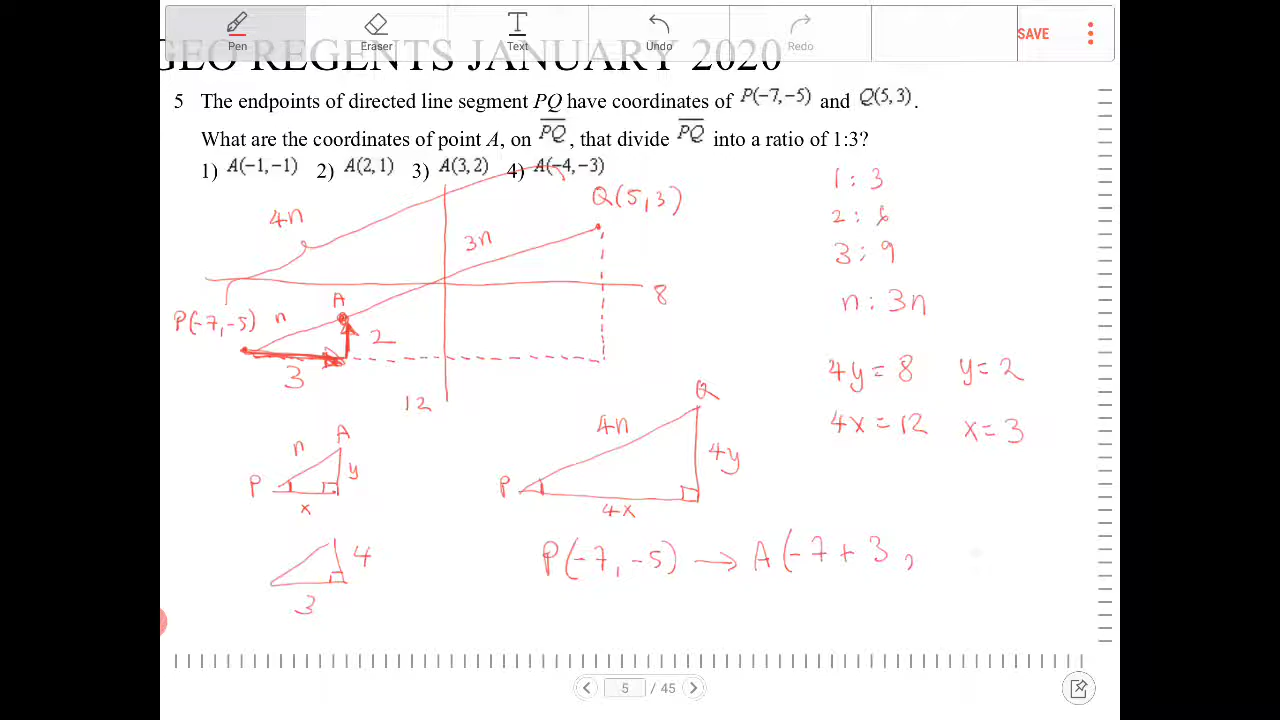 Pen Eraser Text Undo Redo SAVE
GEO REGENTS JANUARY 2020
5 The endpoints of directed line segment PQ have coordinates of P(−7,−5) and Q(5,3).
What are the coordinates of point A, on PQ, that divide PQ into a ratio of 1:3?
1) A(−1,−1) 2) A(2,1) 3) A(3,2) 4) A(−4,−3)
1 : 3
2 : 6
3 : 9
n : 3n
4y = 8 y = 2
4x = 12 x = 3
4n
Q(5,3)
3n
8
A
P(-7,-5) n
2
3
12
n A
P y
x
Q
4n
4y
P
4x
4
3
P(-7,-5) → A(-7+3,
5 / 45